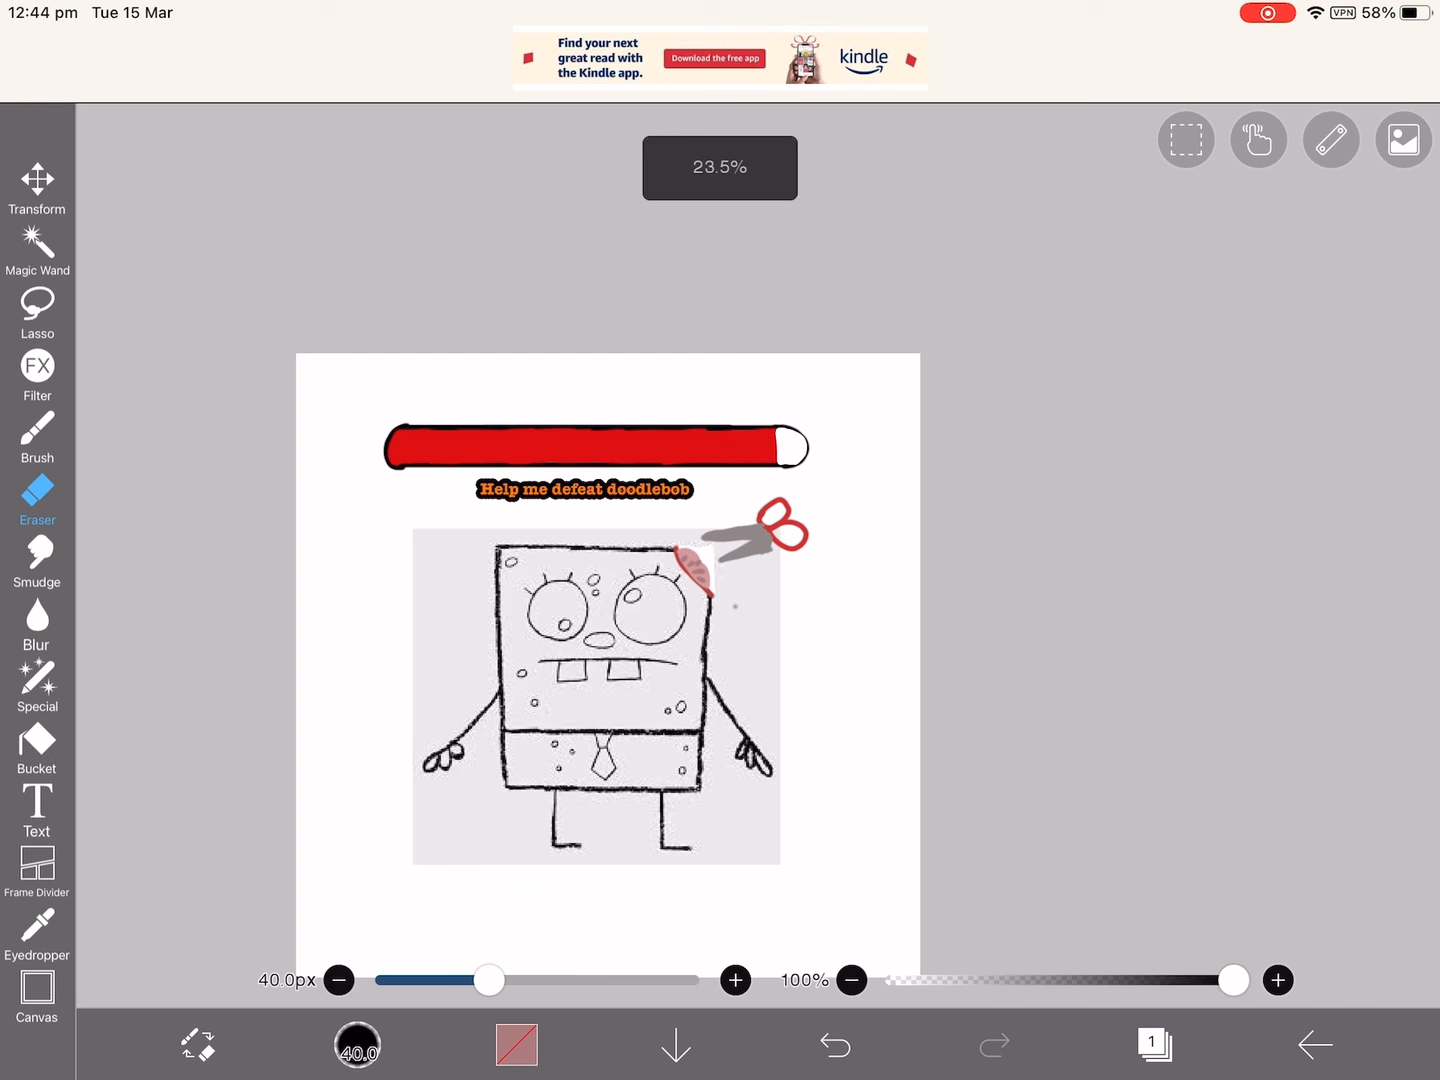 12:44 pm Tue 15 Mar
VPN 58%
Find your next
great read with
the Kindle app.
Download the free app
kindle
23.5%
Transform
Magic Wand
Lasso
FX
Filter
Brush
Eraser
Smudge
Blur
Special
Bucket
T
Text
Frame Divider
Eyedropper
Canvas
Help me defeat doodlebob
40.0px
100%
40.0
1